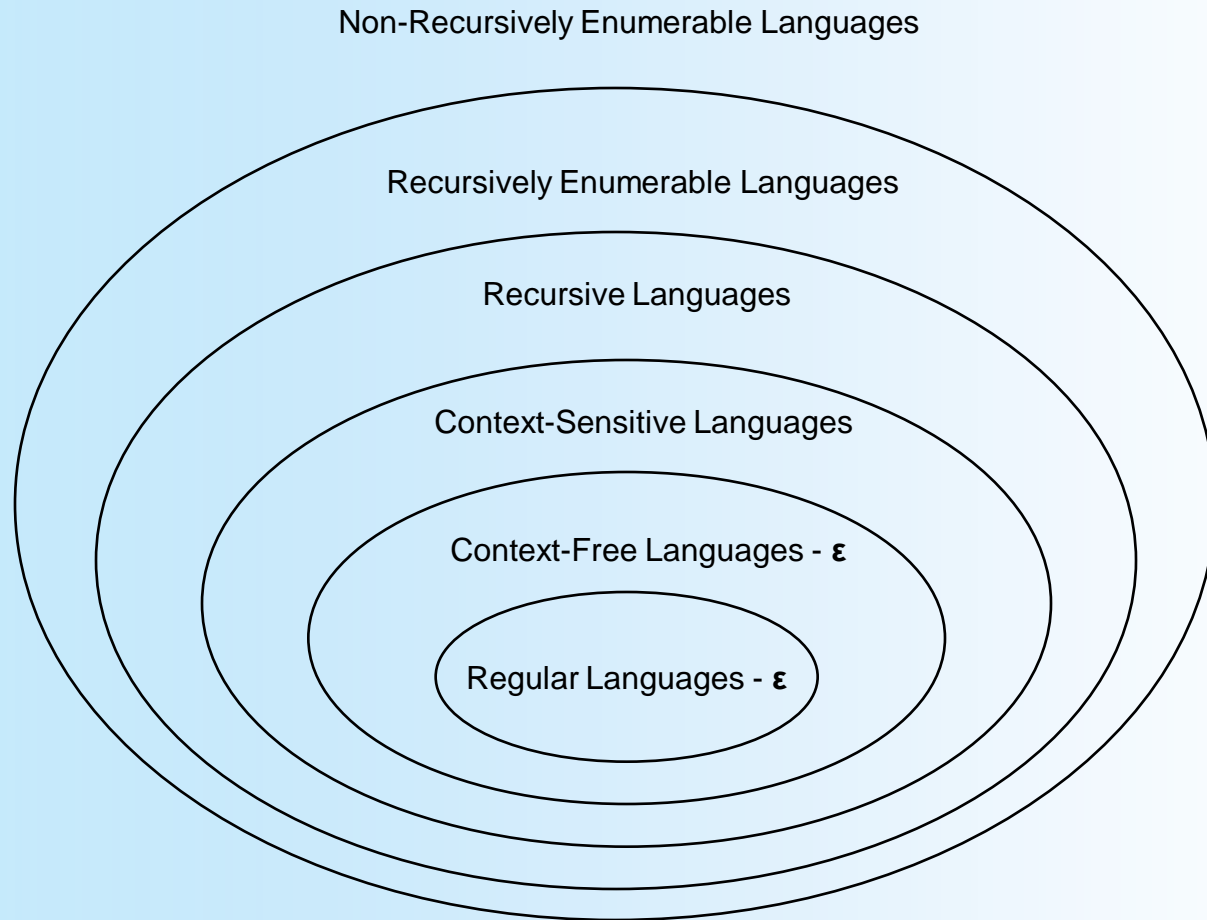 Non-Recursively Enumerable Languages
Recursively Enumerable Languages
Recursive Languages
Context-Sensitive Languages
Context-Free Languages - ε
Regular Languages - ε